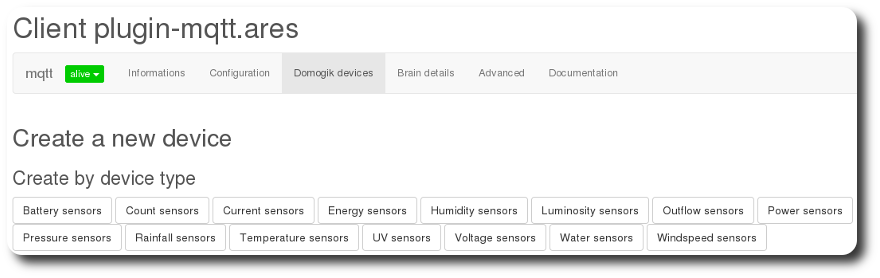 Client plugin-mqtt.ares
mqtt alive Informations Configuration Domogik devices Brain details Advanced Documentation
Create a new device
Create by device type
Battery sensors Count sensors Current sensors Energy sensors Humidity sensors Luminosity sensors Outflow sensors Power sensors
Pressure sensors Rainfall sensors Temperature sensors UV sensors Voltage sensors Water sensors Windspeed sensors